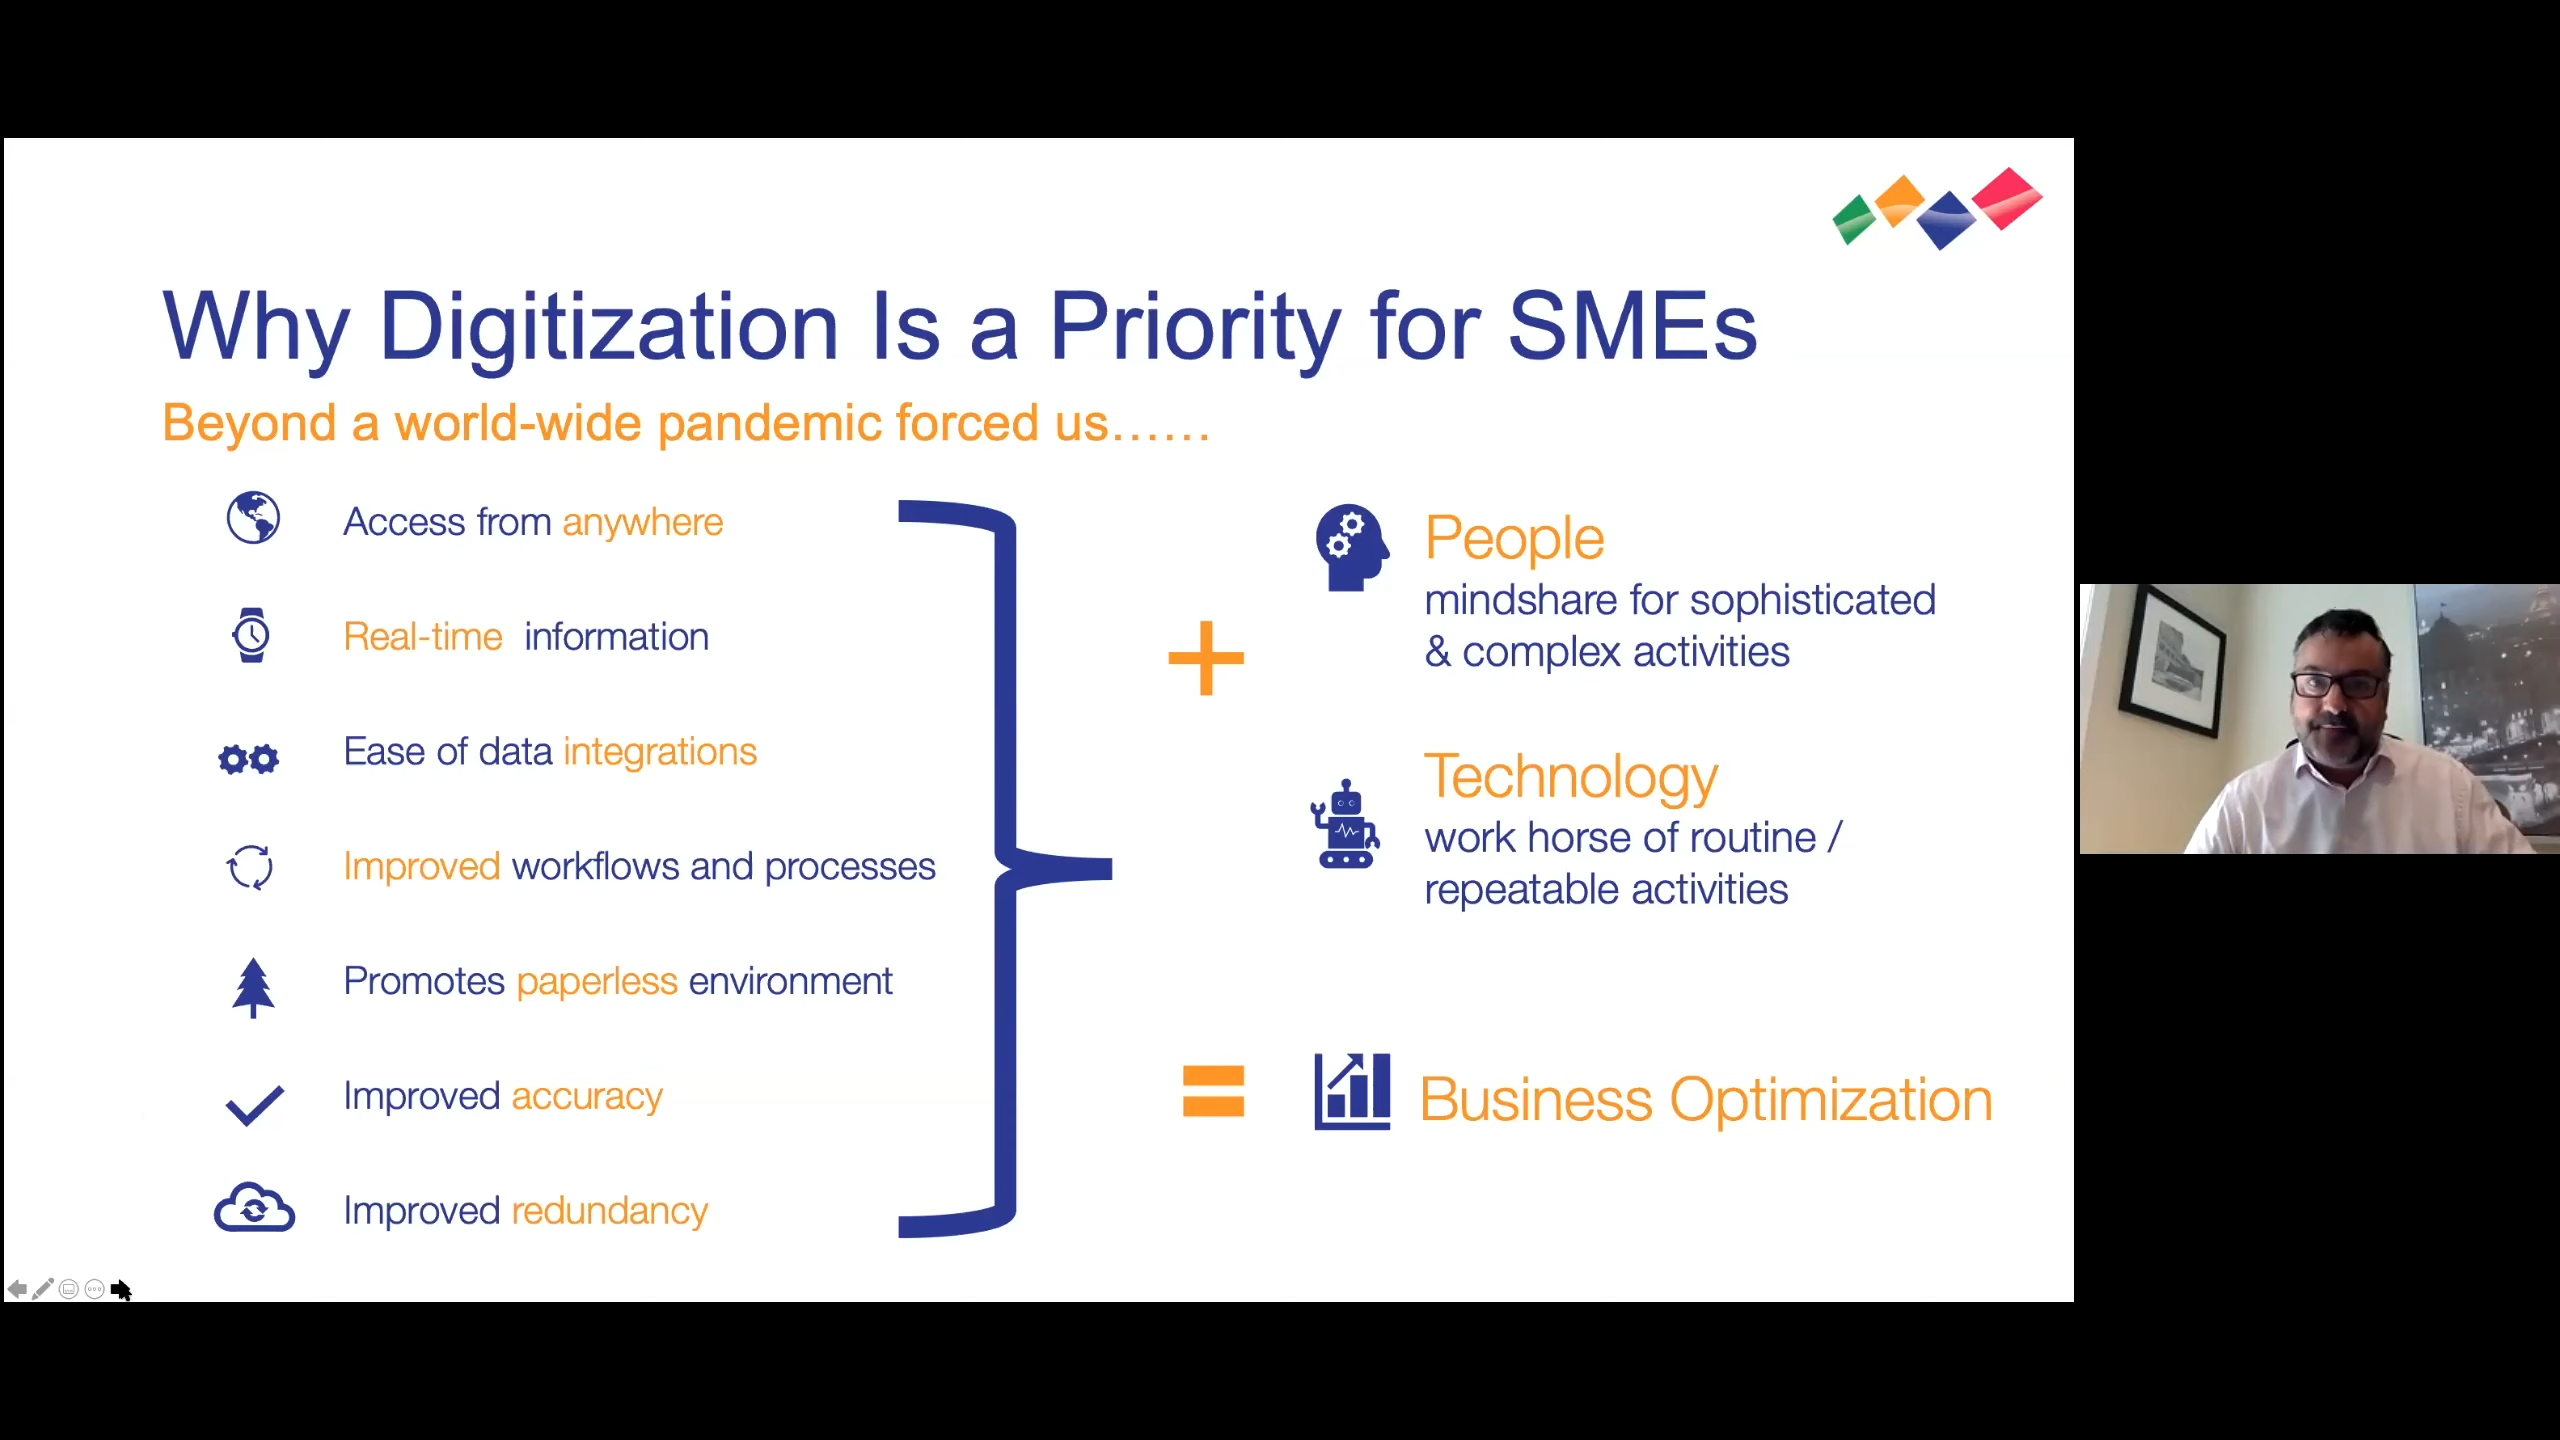 Why Digitization Is a Priority for SMEs
Beyond a world-wide pandemic forced us......
Access from anywhere
Real-time information
Ease of data integrations
Improved workflows and processes
Promotes paperless environment
Improved accuracy
Improved redundancy
+
People
mindshare for sophisticated
& complex activities
Technology
work horse of routine /
repeatable activities
=
Business Optimization